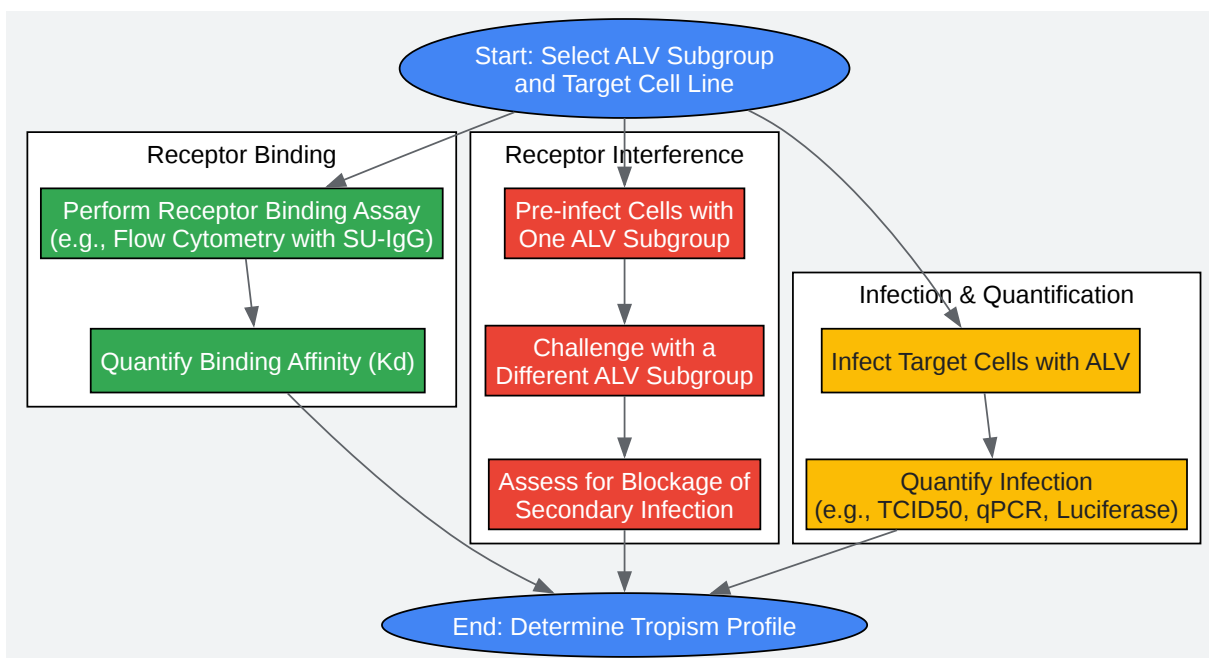 Start: Select ALV Subgroup
and Target Cell Line
Receptor Binding
Perform Receptor Binding Assay
(e.g., Flow Cytometry with SU-IgG)
Quantify Binding Affinity (Kd)
Receptor Interference
Pre-infect Cells with
One ALV Subgroup
Challenge with a
Different ALV Subgroup
Assess for Blockage of
Secondary Infection
Infection & Quantification
Infect Target Cells with ALV
Quantify Infection
(e.g., TCID50, qPCR, Luciferase)
End: Determine Tropism Profile